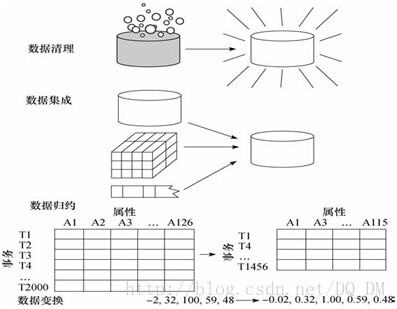 数据清理
数据集成
数据归约
属性
A1 A2 A3 … A126
事务
T1
T2
T3
T4
…
T2000
属性
A1 A3 … A115
事务
T1
T4
…
T1456
数据变换
-2, 32, 100, 59, 48 -0.02, 0.32, 1.00, 0.59, 0.48
http://blog.csdn.net/DQ_DM